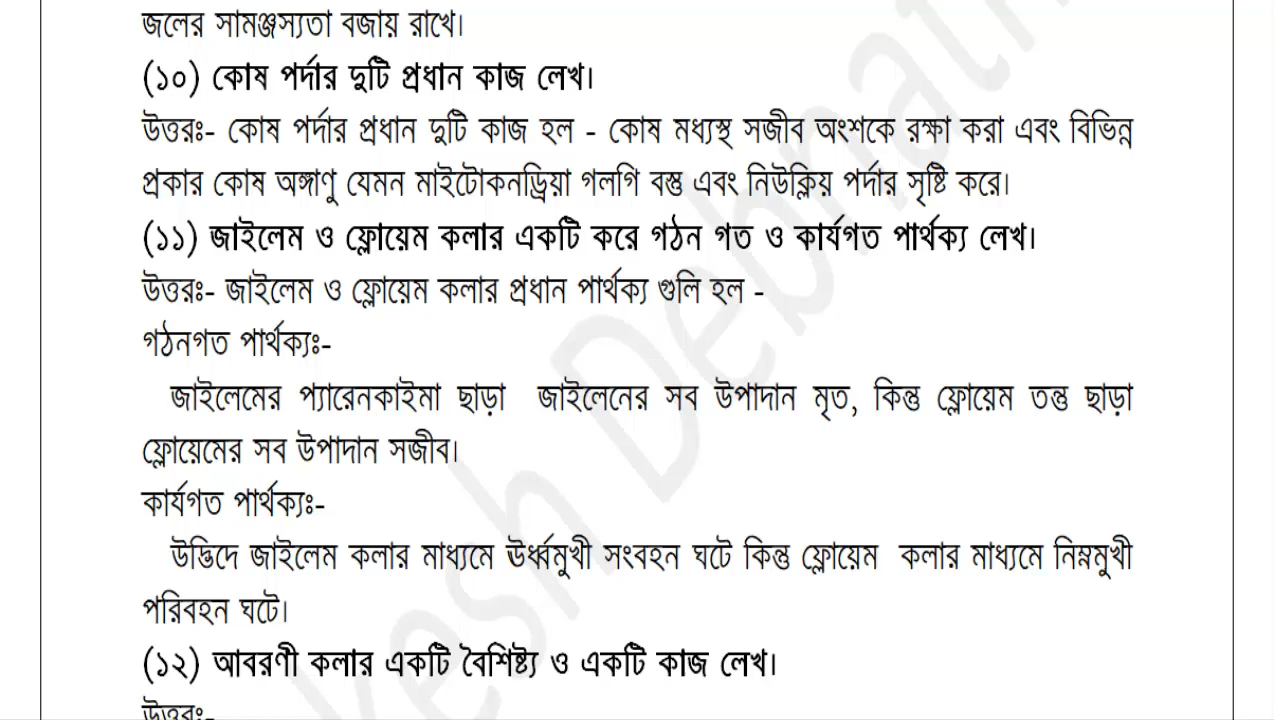 জলের সামঞ্জস্যতা বজায় রাখে।
(১০) কোষ পর্দার দুটি প্রধান কাজ লেখ।
উত্তরঃ- কোষ পর্দার প্রধান দুটি কাজ হল - কোষ মধ্যস্থ সজীব অংশকে রক্ষা করা এবং বিভিন্ন
প্রকার কোষ অঙ্গাণু যেমন মাইটোকনড্রিয়া গলগি বস্তু এবং নিউক্লিয় পর্দার সৃষ্টি করে।
(১১) জাইলেম ও ফ্লোয়েম কলার একটি করে গঠন গত ও কার্যগত পার্থক্য লেখ।
উত্তরঃ- জাইলেম ও ফ্লোয়েম কলার প্রধান পার্থক্য গুলি হল -
গঠনগত পার্থক্যঃ-
জাইলেমের প্যারেনকাইমা ছাড়া জাইলেনের সব উপাদান মৃত, কিন্তু ফ্লোয়েম তন্তু ছাড়া
ফ্লোয়েমের সব উপাদান সজীব।
কার্যগত পার্থক্যঃ-
উদ্ভিদে জাইলেম কলার মাধ্যমে ঊর্ধ্বমুখী সংবহন ঘটে কিন্তু ফ্লোয়েম কলার মাধ্যমে নিম্নমুখী
পরিবহন ঘটে।
(১২) আবরণী কলার একটি বৈশিষ্ট্য ও একটি কাজ লেখ।
উত্তরঃ-
kesh Debnath